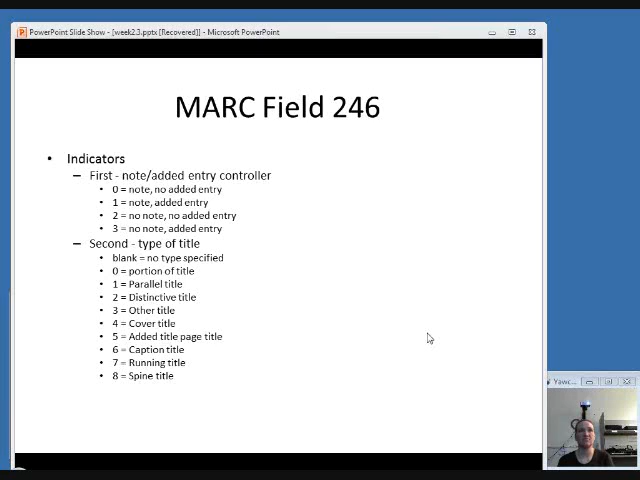 PowerPoint Slide Show - [week2.3.pptx [Recovered]] - Microsoft PowerPoint
MARC Field 246
• Indicators
– First - note/added entry controller
• 0 = note, no added entry
• 1 = note, added entry
• 2 = no note, no added entry
• 3 = no note, added entry
– Second - type of title
• blank = no type specified
• 0 = portion of title
• 1 = Parallel title
• 2 = Distinctive title
• 3 = Other title
• 4 = Cover title
• 5 = Added title page title
• 6 = Caption title
• 7 = Running title
• 8 = Spine title
Yawc...